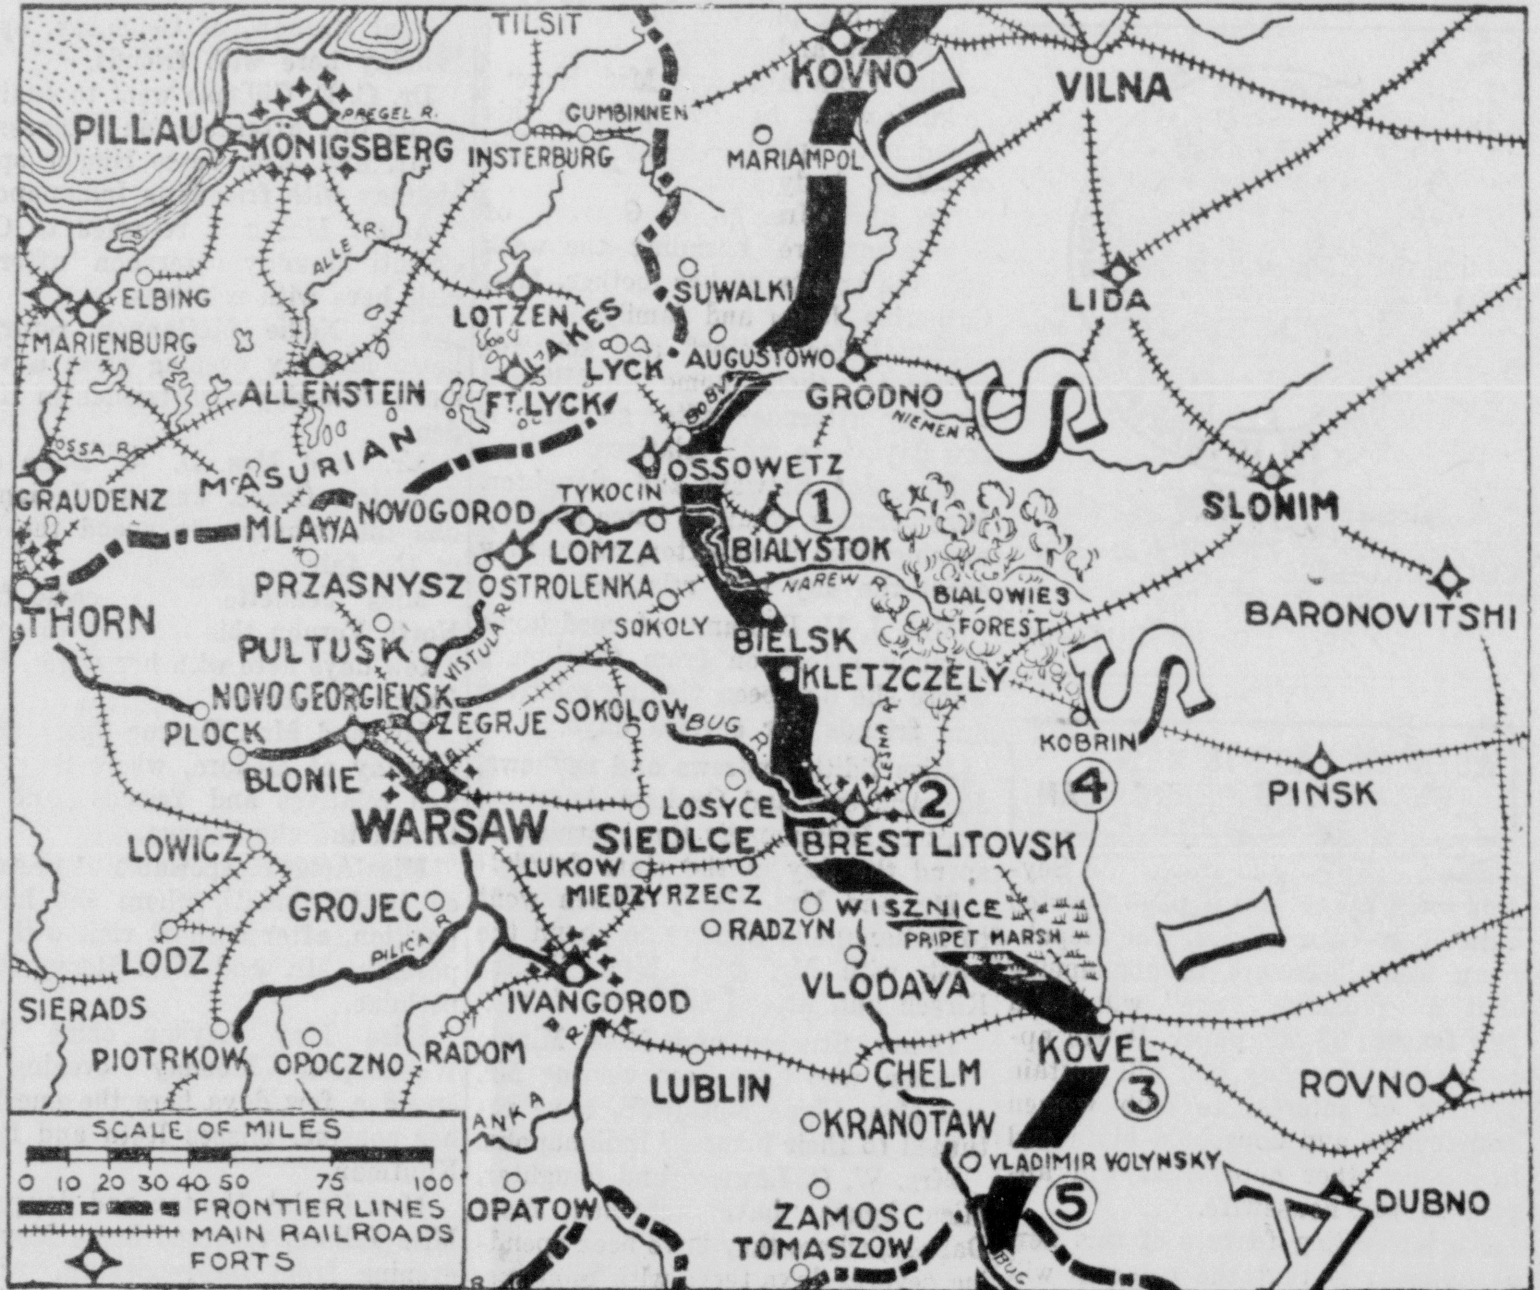 TILSIT
KOVNO
VILNA
PILLAU
KÖNIGSBERG
PREGEL R.
GUMBINNEN
INSTERBURG
MARIAMPOL
R U S S I A
ALLE R.
ELBING
MARIENBURG
LOTZEN
SUWALKI
LIDA
LYCK
AUGUSTOWO
GRODNO
NIEMEN R.
ALLENSTEIN
FT LYCK
MASURIAN LAKES
OSSA R.
GRAUDENZ
OSSOWETZ
SLONIM
MLAWA
NOVOGOROD
TYKOCIN
1
LOMZA
BIALYSTOK
PRZASNYSZ
OSTROLENKA
NAREW R.
BIALOWIES
FOREST
BARONOVITSHI
THORN
SOKOLY
BIELSK
PULTUSK
VISTULA R.
KLETZCZELY
NOVO GEORGIEVSK
ZEGRJE
SOKOLOW
BUG R.
LESNA R.
PLOCK
KOBRIN
BLONIE
LOSYCE
2
4
PINSK
WARSAW
SIEDLCE
BREST LITOVSK
LOWICZ
LUKOW
MIEDZYRZECZ
GROJEC
WISZNICE
RADZYN
PRIPET MARSH
PILICA R.
LODZ
VLODAVA
SIERADS
IVANGOROD
PIOTRKOW
OPOCZNO
RADOM
KOVEL
LUBLIN
CHELM
3
ROVNO
KRANOTAW
ANKA
VLADIMIR VOLYNSKY
OPATOW
ZAMOSC
5
DUBNO
TOMASZOW
BUG
SCALE OF MILES
0 10 20 30 40 50 75 100
FRONTIER LINES
MAIN RAILROADS
FORTS